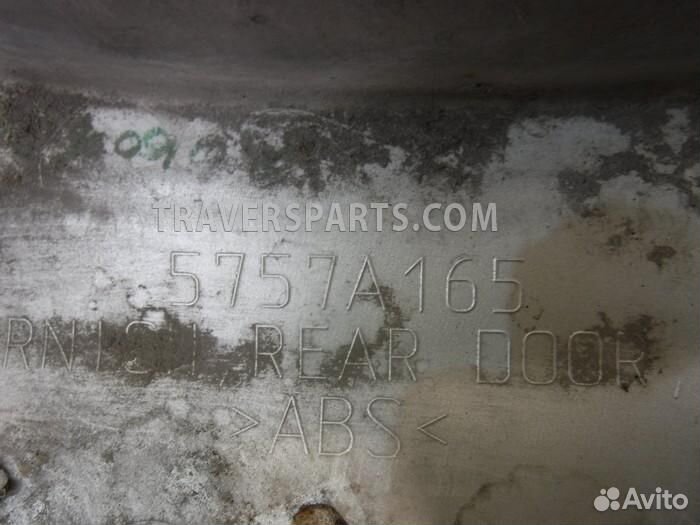 TRAVERSPARTS.COM
5757A165
REAR DOOR
>ABS<
Avito